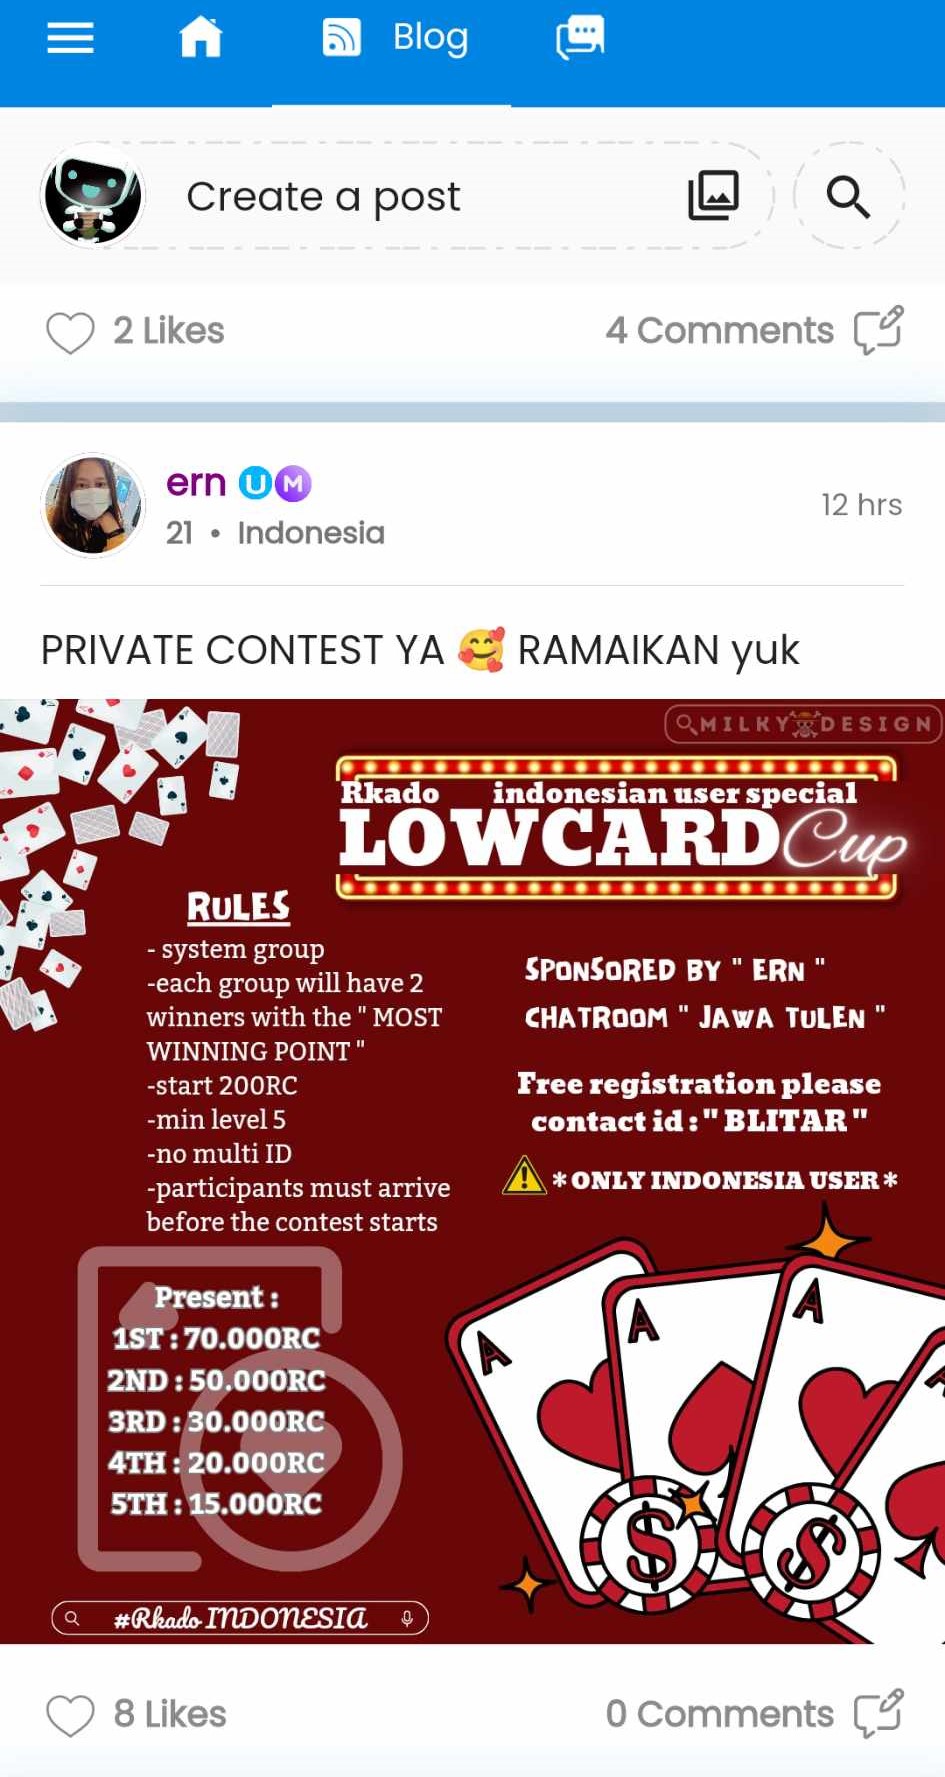 Blog
Create a post
2 Likes
4 Comments
ern U M
21 • Indonesia
12 hrs
PRIVATE CONTEST YA 🥰 RAMAIKAN yuk
MILKY DESIGN
Rkado indonesian user special
LOWCARD Cup
RULES
- system group
-each group will have 2
winners with the " MOST
WINNING POINT "
-start 200RC
-min level 5
-no multi ID
-participants must arrive
before the contest starts
SPONSORED BY " ERN "
CHATROOM " JAWA TULEN "
Free registration please
contact id : " BLITAR "
*ONLY INDONESIA USER*
Present :
1ST : 70.000RC
2ND : 50.000RC
3RD : 30.000RC
4TH : 20.000RC
5TH : 15.000RC
A
A
A
A
$
$
#Rkado INDONESIA
8 Likes
0 Comments